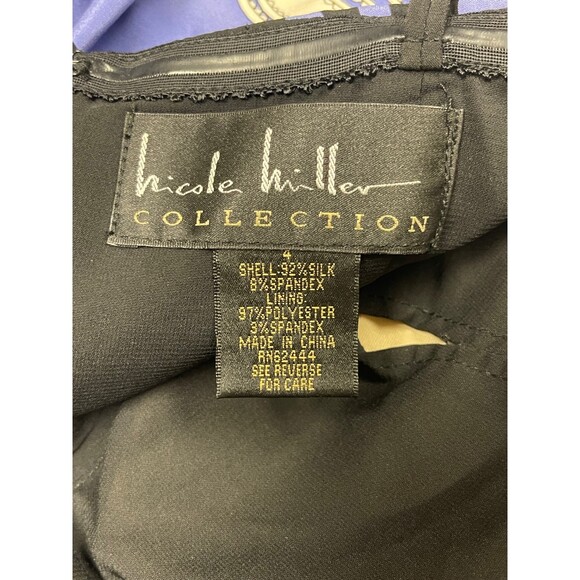 nicole miller
COLLECTION
4
SHELL:92%SILK
8%SPANDEX
LINING:
97%POLYESTER
3%SPANDEX
MADE IN CHINA
RN62444
SEE REVERSE
FOR CARE